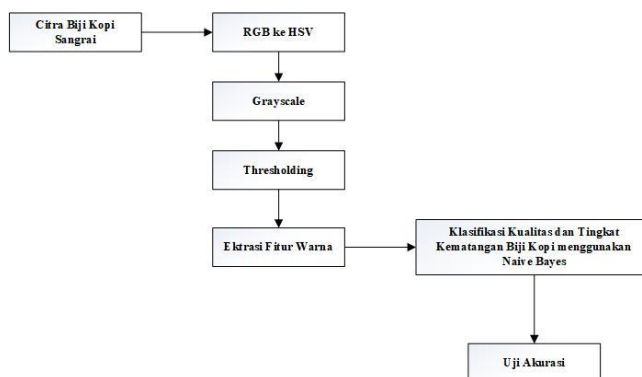 Citra Biji Kopi
Sangrai
RGB ke HSV
Grayscale
Thresholding
Ektrasi Fitur Warna
Klasifikasi Kualitas dan Tingkat
Kematangan Biji Kopi menggunakan
Naive Bayes
Uji Akurasi